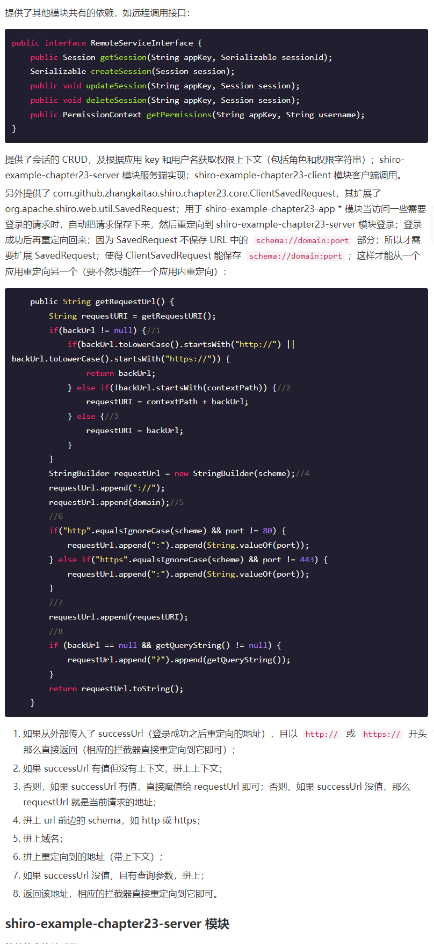 提供了其他模块共有的依赖，如远程调用接口：
public interface RemoteServiceInterface {
    public Session getSession(String appKey, Serializable sessionId);
    Serializable createSession(Session session);
    public void updateSession(String appKey, Session session);
    public void deleteSession(String appKey, Session session);
    public PermissionContext getPermissions(String appKey, String username);
}
提供了会话的 CRUD，及根据应用 key 和用户名获取权限上下文（包括角色和权限字符串）；shiro-
example-chapter23-server 模块服务端实现；shiro-example-chapter23-client 模块客户端调用。
另外提供了 com.github.zhangkaitao.shiro.chapter23.core.ClientSavedRequest，其扩展了
org.apache.shiro.web.util.SavedRequest；用于 shiro-example-chapter23-app * 模块当访问一些需要
登录的请求时，自动把请求保存下来，然后重定向到 shiro-example-chapter23-server 模块登录；登录
成功后再重定向回来；因为 SavedRequest 不保存 URL 中的 schema://domain:port 部分；所以才需
要扩展 SavedRequest；使得 ClientSavedRequest 能保存 schema://domain:port；这样才能从一个
应用重定向另一个（要不然只能在一个应用内重定向）：
    public String getRequestUrl() {
        String requestURI = getRequestURI();
        if(backUrl != null) {//1
            if(backUrl.toLowerCase().startsWith("http://") ||
backUrl.toLowerCase().startsWith("https://")) {
                return backUrl;
            } else if(!backUrl.startsWith(contextPath)) {//2
                requestURI = contextPath + backUrl;
            } else {//3
                requestURI = backUrl;
            }
        }
        StringBuilder requestUrl = new StringBuilder(scheme);//4
        requestUrl.append("://");
        requestUrl.append(domain);//5
        //6
        if("http".equalsIgnoreCase(scheme) && port != 80) {
            requestUrl.append(":").append(String.valueOf(port));
        } else if("https".equalsIgnoreCase(scheme) && port != 443) {
            requestUrl.append(":").append(String.valueOf(port));
        }
        //7
        requestUrl.append(requestURI);
        //8
        if (backUrl == null && getQueryString() != null) {
            requestUrl.append("?").append(getQueryString());
        }
        return requestUrl.toString();
    }
1. 如果从外部传入了 successUrl（登录成功之后重定向的地址），且以 http:// 或 https:// 开头
那么直接返回（相应的拦截器直接重定向到它即可）；
2. 如果 successUrl 有值但没有上下文，拼上上下文；
3. 否则，如果 successUrl 有值，直接赋值给 requestUrl 即可；否则，如果 successUrl 没值，那么
requestUrl 就是当前请求的地址；
4. 拼上 url 前边的 schema，如 http 或 https；
5. 拼上域名；
6. 拼上重定向到的地址（带上下文）；
7. 如果 successUrl 没值，且有查询参数，拼上；
8. 返回该地址，相应的拦截器直接重定向到它即可。
shiro-example-chapter23-server 模块